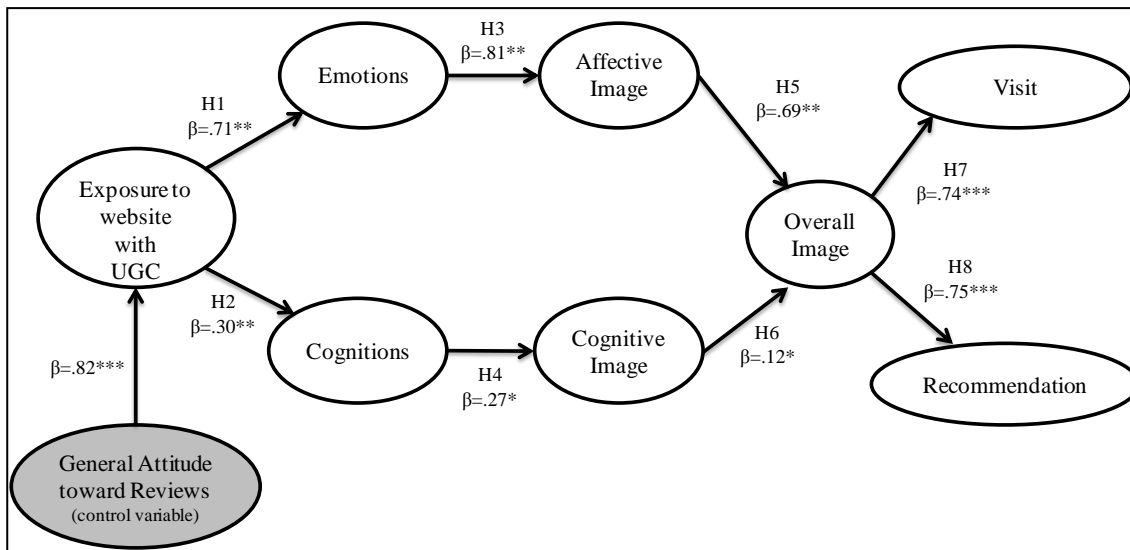 H3
β=.81**
Emotions
Affective
Image
Visit
H1
β=.71**
H5
β=.69**
Exposure to
website
with
UGC
H7
β=.74***
Overall
Image
H2
β=.30**
H8
β=.75***
Cognitions
Cognitive
Image
H6
β=.12*
H4
β=.27*
β=.82***
Recommendation
General Attitude
toward Reviews
(control variable)